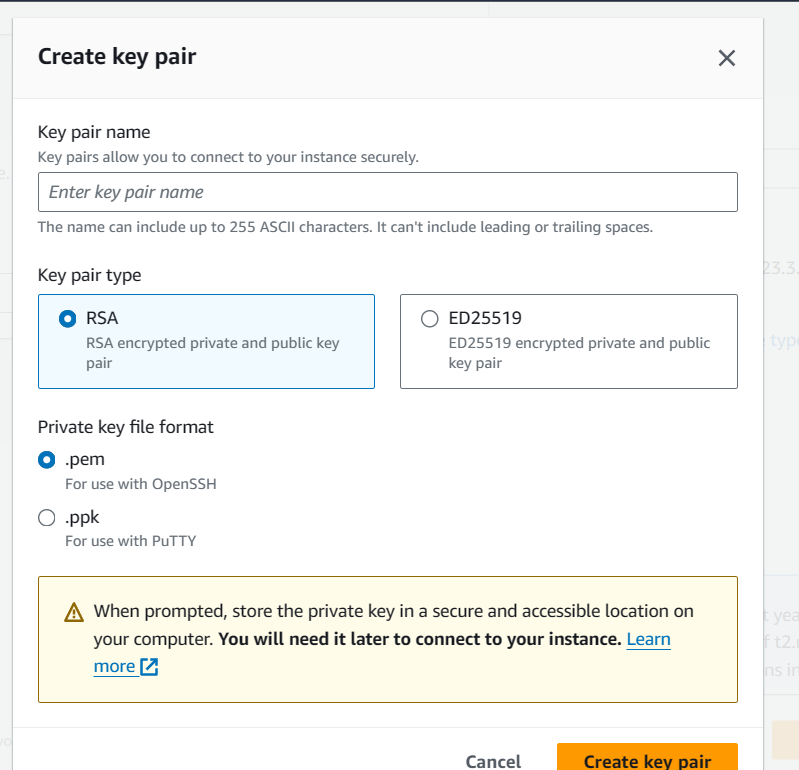 Create key pair
Key pair name
Key pairs allow you to connect to your instance securely.
Enter key pair name
The name can include up to 255 ASCII characters. It can't include leading or trailing spaces.
Key pair type
RSA
RSA encrypted private and public key
pair
ED25519
ED25519 encrypted private and public
key pair
Private key file format
.pem
For use with OpenSSH
.ppk
For use with PuTTY
When prompted, store the private key in a secure and accessible location on
your computer. You will need it later to connect to your instance. Learn
more
Cancel
Create key pair
23.3.